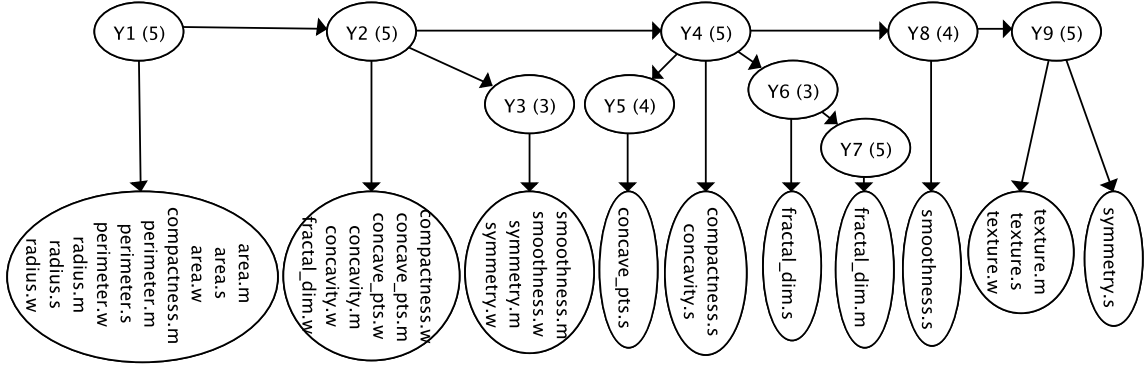 Y1 (5)
Y2 (5)
Y4 (5)
Y8 (4)
Y9 (5)
Y3 (3)
Y5 (4)
Y6 (3)
Y7 (5)
area.m
area.s
area.w
compactness.m
perimeter.m
perimeter.s
perimeter.w
radius.m
radius.s
radius.w
compactness.w
concave_pts.m
concave_pts.w
concavity.m
concavity.w
fractal_dim.w
smoothness.m
smoothness.w
symmetry.m
symmetry.w
concave_pts.s
compactness.s
concavity.s
fractal_dim.s
fractal_dim.m
smoothness.s
texture.m
texture.s
texture.w
symmetry.s